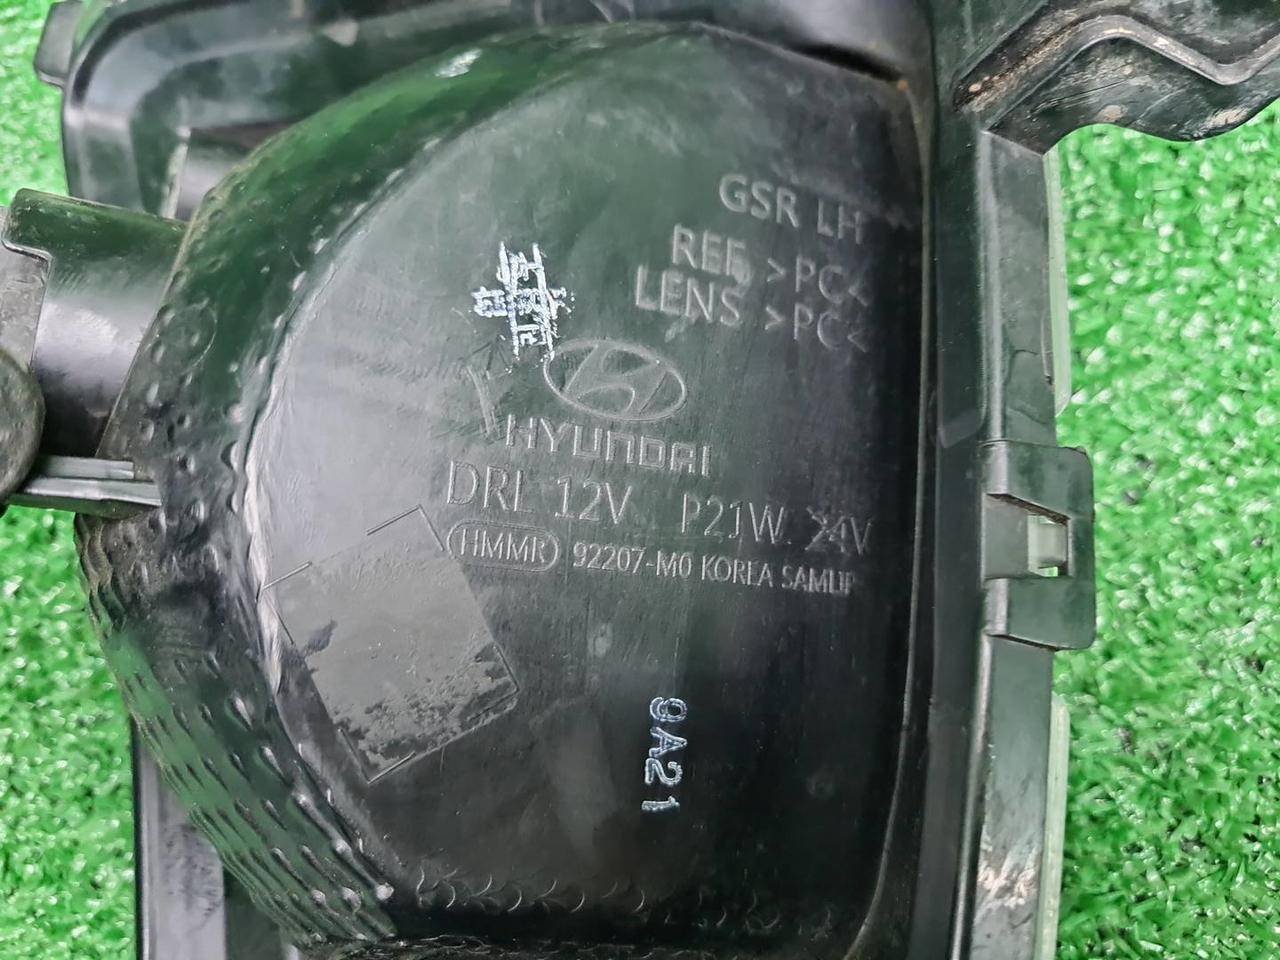 GSR LH
REF >PC<
LENS >PC<
HYUNDAI
DRL 12V P21W 24V
HMMR 92207-M0 KOREA SAMLIP
9A21